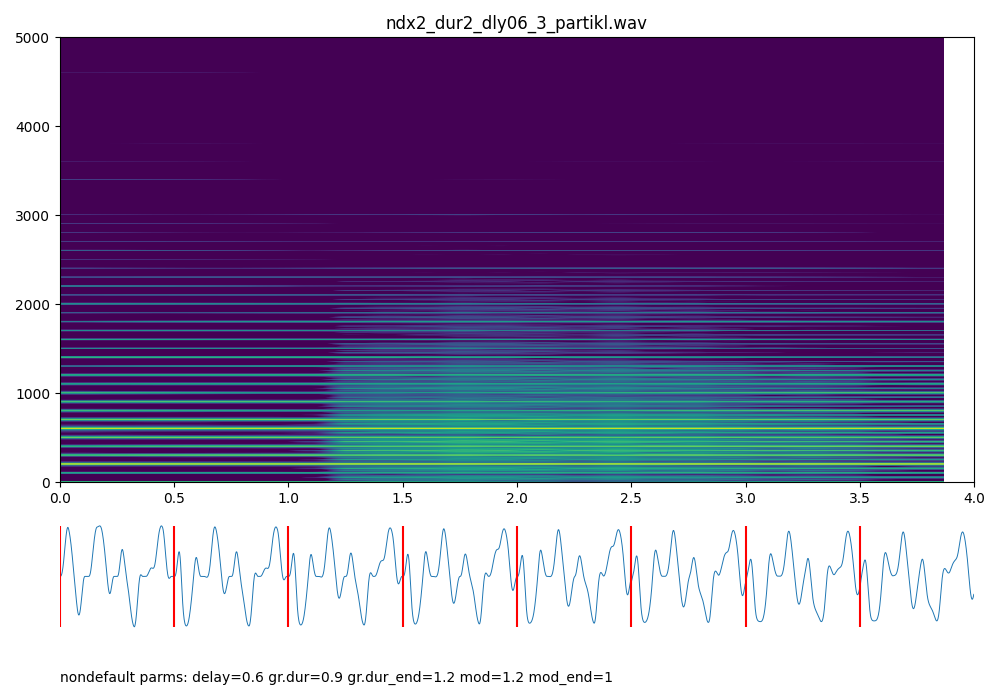 ndx2_dur2_dly06_3_partikl.wav
5000
4000
3000
2000
1000
0
0.0 0.5 1.0 1.5 2.0 2.5 3.0 3.5 4.0
nondefault parms: delay=0.6 gr.dur=0.9 gr.dur_end=1.2 mod=1.2 mod_end=1